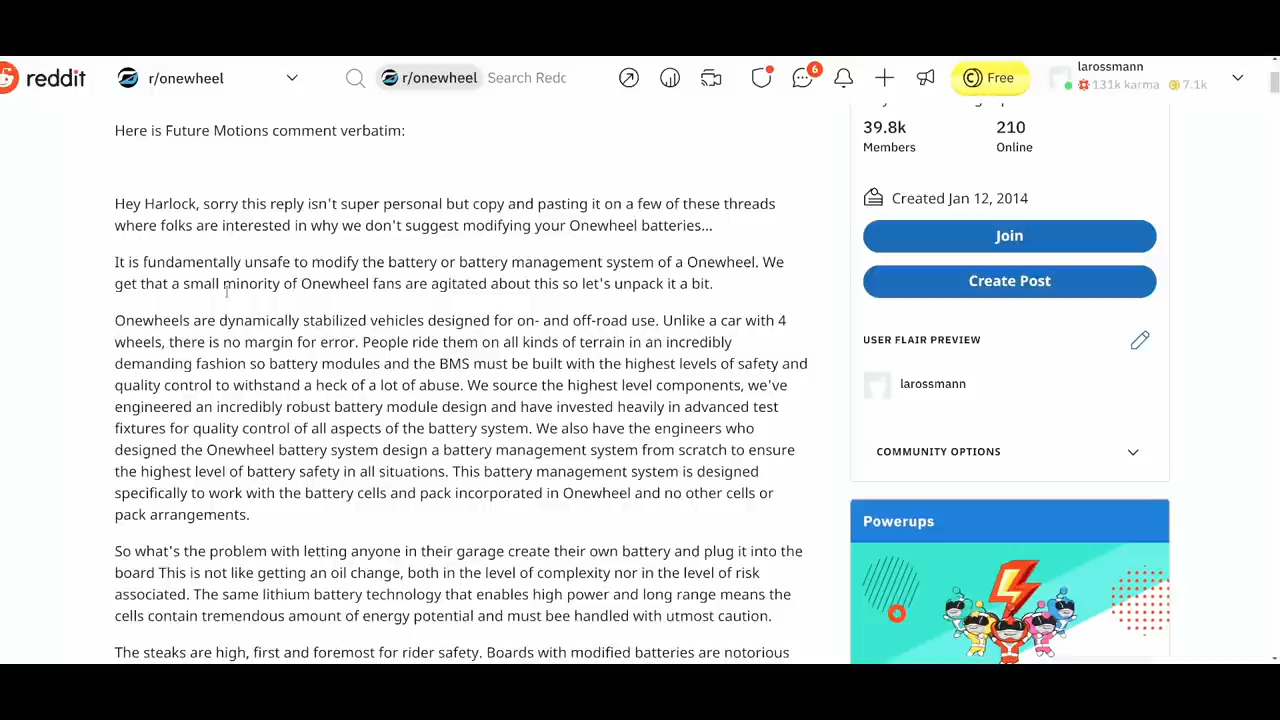 reddit
r/onewheel
r/onewheel
Search Redd
6
Free
larossmann
131k karma
7.1k
Here is Future Motions comment verbatim:
Hey Harlock, sorry this reply isn't super personal but copy and pasting it on a few of these threads
where folks are interested in why we don't suggest modifying your Onewheel batteries...
It is fundamentally unsafe to modify the battery or battery management system of a Onewheel. We
get that a small minority of Onewheel fans are agitated about this so let's unpack it a bit.
Onewheels are dynamically stabilized vehicles designed for on- and off-road use. Unlike a car with 4
wheels, there is no margin for error. People ride them on all kinds of terrain in an incredibly
demanding fashion so battery modules and the BMS must be built with the highest levels of safety and
quality control to withstand a heck of a lot of abuse. We source the highest level components, we've
engineered an incredibly robust battery module design and have invested heavily in advanced test
fixtures for quality control of all aspects of the battery system. We also have the engineers who
designed the Onewheel battery system design a battery management system from scratch to ensure
the highest level of battery safety in all situations. This battery management system is designed
specifically to work with the battery cells and pack incorporated in Onewheel and no other cells or
pack arrangements.
So what's the problem with letting anyone in their garage create their own battery and plug it into the
board This is not like getting an oil change, both in the level of complexity nor in the level of risk
associated. The same lithium battery technology that enables high power and long range means the
cells contain tremendous amount of energy potential and must bee handled with utmost caution.
The steaks are high, first and foremost for rider safety. Boards with modified batteries are notorious
39.8k
210
Members
Online
Created Jan 12, 2014
Join
Create Post
USER FLAIR PREVIEW
larossmann
COMMUNITY OPTIONS
Powerups